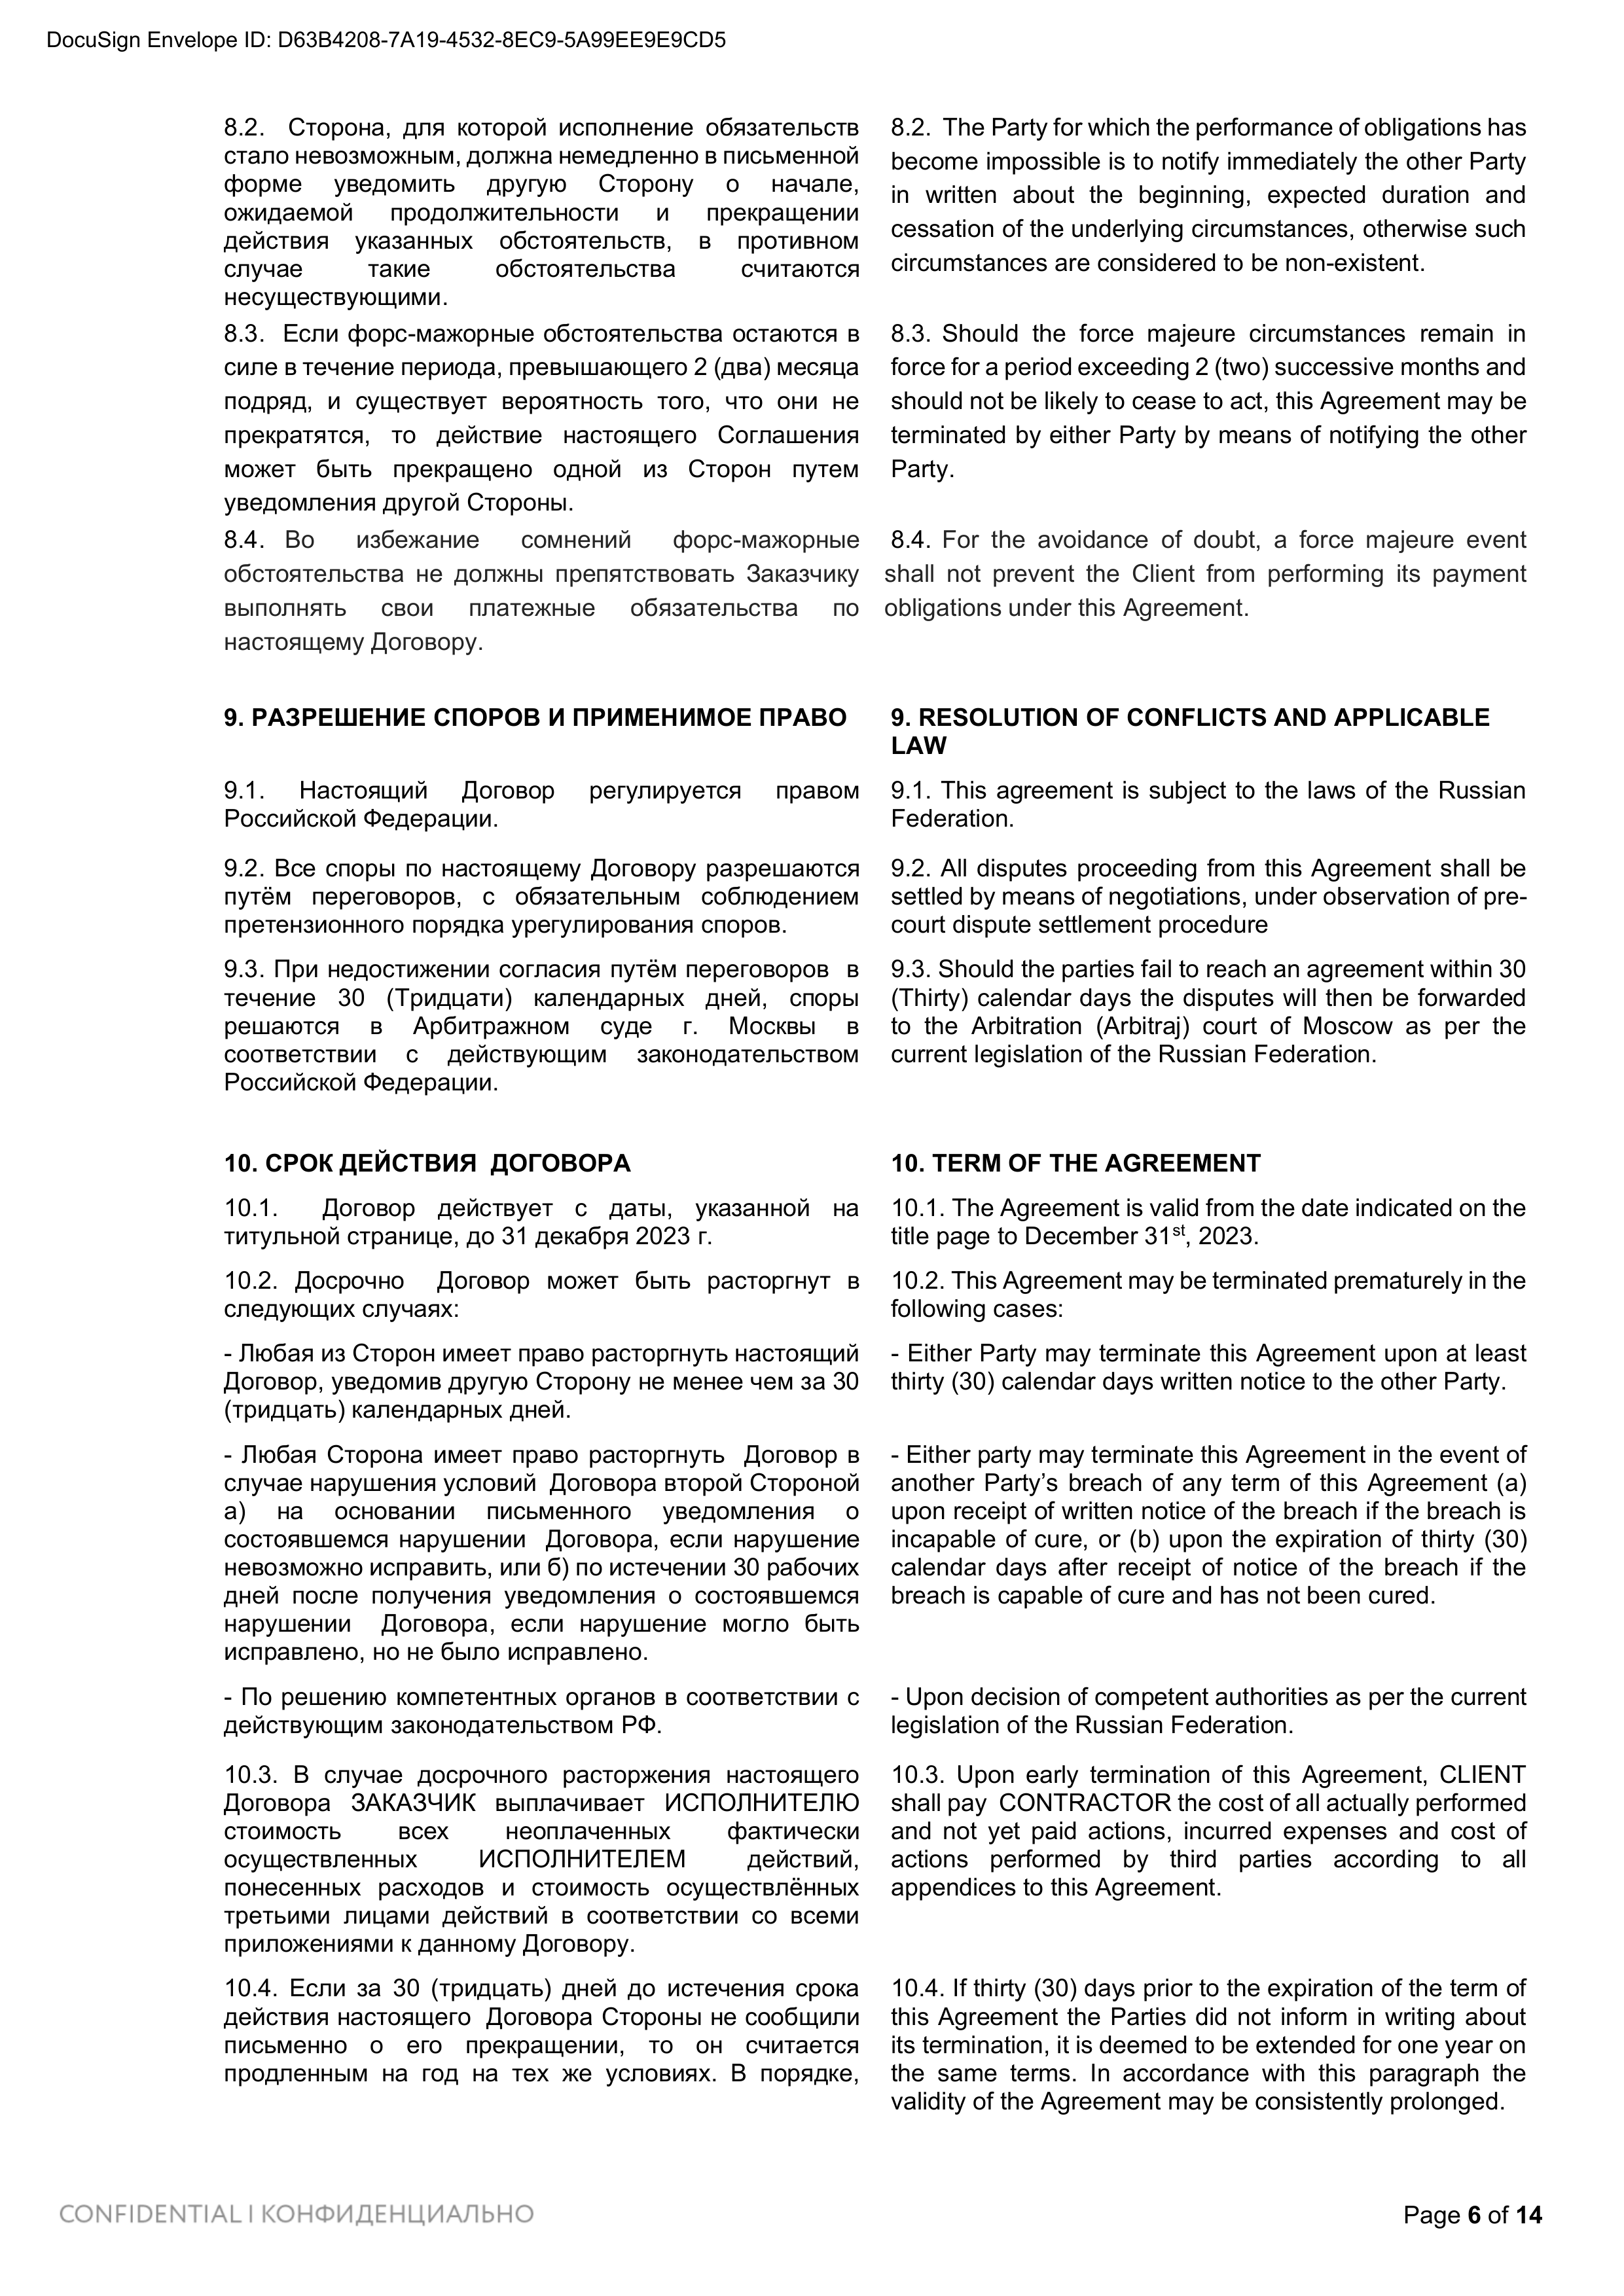 DocuSign Envelope ID: D63B4208-7A19-4532-8EC9-5A99EE9E9CD5
8.2. Сторона, для которой исполнение обязательств
стало невозможным, должна немедленно в письменной
форме уведомить другую Сторону о начале,
ожидаемой продолжительности и прекращении
действия указанных обстоятельств, в противном
случае такие обстоятельства считаются
несуществующими.
8.2. The Party for which the performance of obligations has
become impossible is to notify immediately the other Party
in written about the beginning, expected duration and
cessation of the underlying circumstances, otherwise such
circumstances are considered to be non-existent.
8.3. Если форс-мажорные обстоятельства остаются в
силе в течение периода, превышающего 2 (два) месяца
подряд, и существует вероятность того, что они не
прекратятся, то действие настоящего Соглашения
может быть прекращено одной из Сторон путем
уведомления другой Стороны.
8.3. Should the force majeure circumstances remain in
force for a period exceeding 2 (two) successive months and
should not be likely to cease to act, this Agreement may be
terminated by either Party by means of notifying the other
Party.
8.4. Во избежание сомнений форс-мажорные
обстоятельства не должны препятствовать Заказчику
выполнять свои платежные обязательства по
настоящему Договору.
8.4. For the avoidance of doubt, a force majeure event
shall not prevent the Client from performing its payment
obligations under this Agreement.
9. РАЗРЕШЕНИЕ СПОРОВ И ПРИМЕНИМОЕ ПРАВО
9. RESOLUTION OF CONFLICTS AND APPLICABLE
LAW
9.1. Настоящий Договор регулируется правом
Российской Федерации.
9.1. This agreement is subject to the laws of the Russian
Federation.
9.2. Все споры по настоящему Договору разрешаются
путём переговоров, с обязательным соблюдением
претензионного порядка урегулирования споров.
9.2. All disputes proceeding from this Agreement shall be
settled by means of negotiations, under observation of pre-
court dispute settlement procedure
9.3. При недостижении согласия путём переговоров в
течение 30 (Тридцати) календарных дней, споры
решаются в Арбитражном суде г. Москвы в
соответствии с действующим законодательством
Российской Федерации.
9.3. Should the parties fail to reach an agreement within 30
(Thirty) calendar days the disputes will then be forwarded
to the Arbitration (Arbitraj) court of Moscow as per the
current legislation of the Russian Federation.
10. СРОК ДЕЙСТВИЯ ДОГОВОРА
10. TERM OF THE AGREEMENT
10.1. Договор действует с даты, указанной на
титульной странице, до 31 декабря 2023 г.
10.1. The Agreement is valid from the date indicated on the
title page to December 31st, 2023.
10.2. Досрочно Договор может быть расторгнут в
следующих случаях:
10.2. This Agreement may be terminated prematurely in the
following cases:
- Любая из Сторон имеет право расторгнуть настоящий
Договор, уведомив другую Сторону не менее чем за 30
(тридцать) календарных дней.
- Either Party may terminate this Agreement upon at least
thirty (30) calendar days written notice to the other Party.
- Любая Сторона имеет право расторгнуть Договор в
случае нарушения условий Договора второй Стороной
а) на основании письменного уведомления о
состоявшемся нарушении Договора, если нарушение
невозможно исправить, или б) по истечении 30 рабочих
дней после получения уведомления о состоявшемся
нарушении Договора, если нарушение могло быть
исправлено, но не было исправлено.
- Either party may terminate this Agreement in the event of
another Party’s breach of any term of this Agreement (a)
upon receipt of written notice of the breach if the breach is
incapable of cure, or (b) upon the expiration of thirty (30)
calendar days after receipt of notice of the breach if the
breach is capable of cure and has not been cured.
- По решению компетентных органов в соответствии с
действующим законодательством РФ.
- Upon decision of competent authorities as per the current
legislation of the Russian Federation.
10.3. В случае досрочного расторжения настоящего
Договора ЗАКАЗЧИК выплачивает ИСПОЛНИТЕЛЮ
стоимость всех неоплаченных фактически
осуществленных ИСПОЛНИТЕЛЕМ действий,
понесенных расходов и стоимость осуществлённых
третьими лицами действий в соответствии со всеми
приложениями к данному Договору.
10.3. Upon early termination of this Agreement, CLIENT
shall pay CONTRACTOR the cost of all actually performed
and not yet paid actions, incurred expenses and cost of
actions performed by third parties according to all
appendices to this Agreement.
10.4. Если за 30 (тридцать) дней до истечения срока
действия настоящего Договора Стороны не сообщили
письменно о его прекращении, то он считается
продленным на год на тех же условиях. В порядке,
10.4. If thirty (30) days prior to the expiration of the term of
this Agreement the Parties did not inform in writing about
its termination, it is deemed to be extended for one year on
the same terms. In accordance with this paragraph the
validity of the Agreement may be consistently prolonged.
CONFIDENTIAL I КОНФИДЕНЦИАЛЬНО
Page 6 of 14